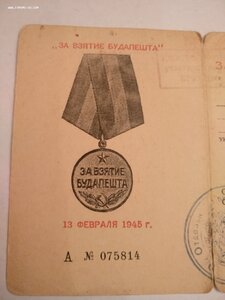 „ЗА ВЗЯТИЕ БУДАПЕШТА"
ЗА ВЗЯТИЕ
БУДАПЕШТА
13 ФЕВРАЛЯ 1945 г.
А № 075814